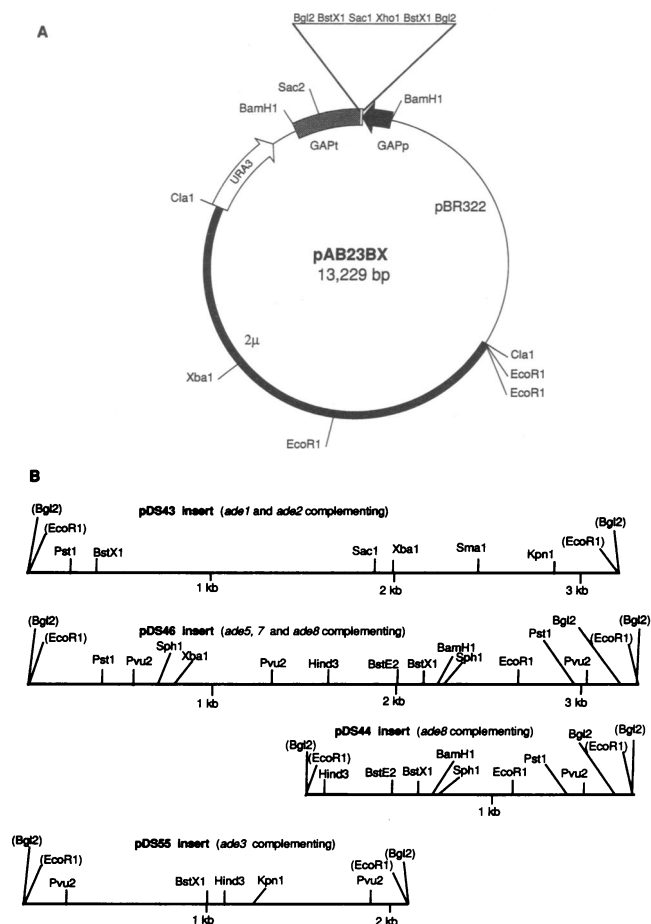 A
Bgl2 BstX1 Sac1 Xho1 BstX1 Bgl2
Sac2
BamH1
BamH1
GAPt
GAPp
URA3
Cla1
pBR322
pAB23BX
13,229 bp
2μ
Xba1
Cla1
EcoR1
EcoR1
EcoR1
B
pDS43 insert (ade1 and ade2 complementing)
(Bgl2)
(EcoR1)
Pst1
BstX1
Sac1
Xba1
Sma1
Kpn1
(EcoR1)
(Bgl2)
1 kb
2 kb
3 kb
pDS46 insert (ade5, 7 and ade8 complementing)
(Bgl2)
(EcoR1)
Pst1
Pvu2
Sph1
Xba1
Pvu2
Hind3
BstE2
BstX1
BamH1
Sph1
EcoR1
Pst1
Pvu2
Bgl2
(EcoR1)
(Bgl2)
1 kb
2 kb
3 kb
pDS44 insert (ade8 complementing)
(Bgl2)
(EcoR1)
Hind3
BstE2
BstX1
BamH1
Sph1
EcoR1
Pst1
Pvu2
Bgl2
(EcoR1)
(Bgl2)
1 kb
pDS55 insert (ade3 complementing)
(Bgl2)
(EcoR1)
Pvu2
BstX1
Hind3
Kpn1
Pvu2
(EcoR1)
(Bgl2)
1 kb
2 kb